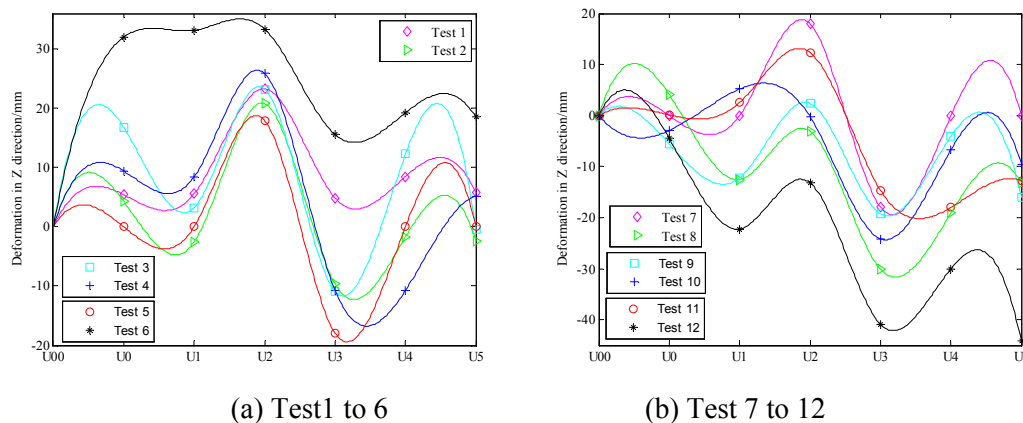 Deformation in Z direction/mm
30
20
10
0
-10
-20
U00 U0 U1 U2 U3 U4 U5
Test 1
Test 2
Test 3
Test 4
Test 5
Test 6
(a) Test1 to 6
Deformation in Z direction/mm
20
10
0
-10
-20
-30
-40
U00 U0 U12 U12 U3 U4 U
Test 7
Test 8
Test 9
Test 10
Test 11
Test 12
(b) Test 7 to 12